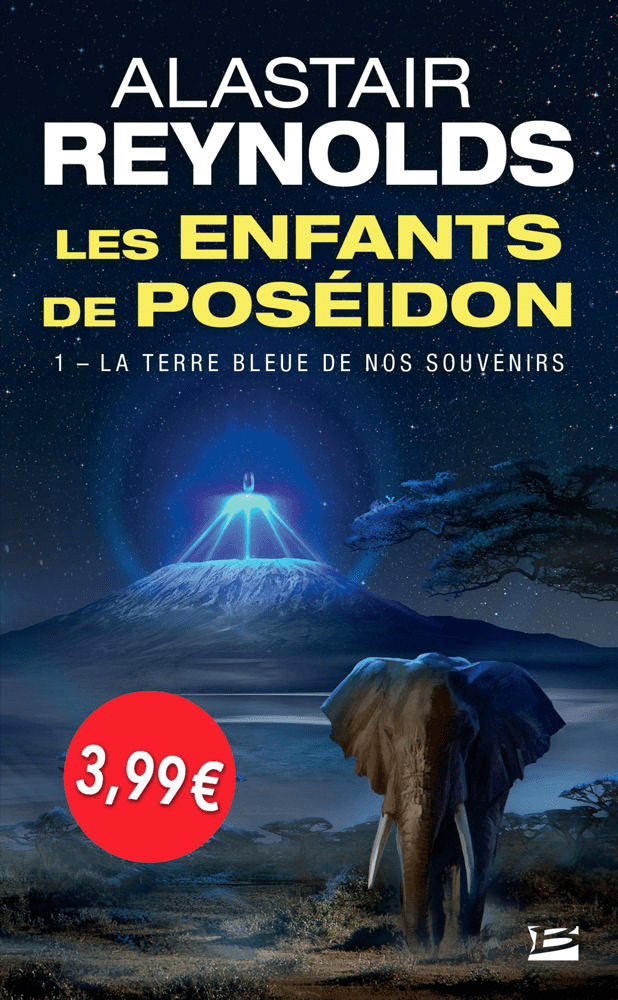 ALASTAIR
REYNOLDS
LES ENFANTS
DE POSÉIDON
1 – LA TERRE BLEUE DE NOS SOUVENIRS
3,99€
B